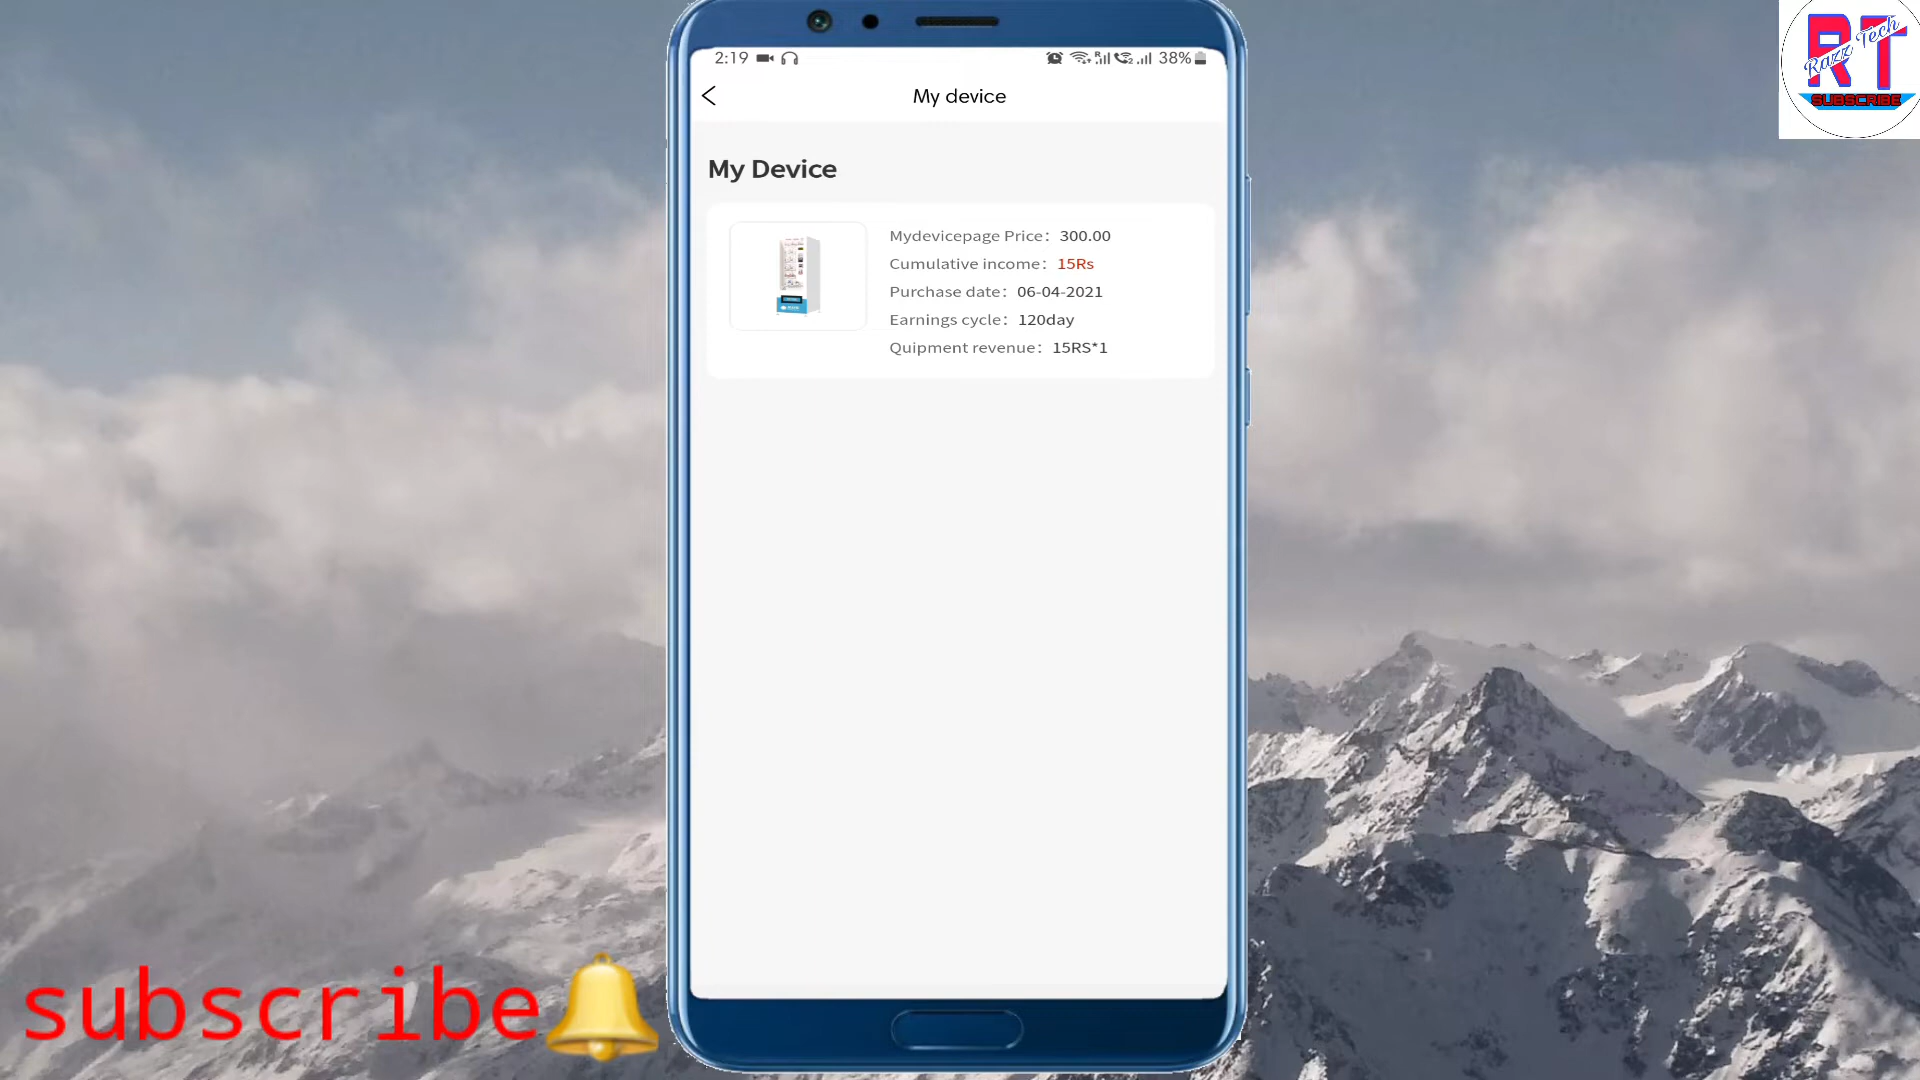 2:19
38%
My device
My Device
Mydevicepage Price: 300.00
Cumulative income: 15Rs
Purchase date: 06-04-2021
Earnings cycle: 120day
Quipment revenue: 15RS*1
RT
Razz Tech
SUBSCRIBE
subscribe